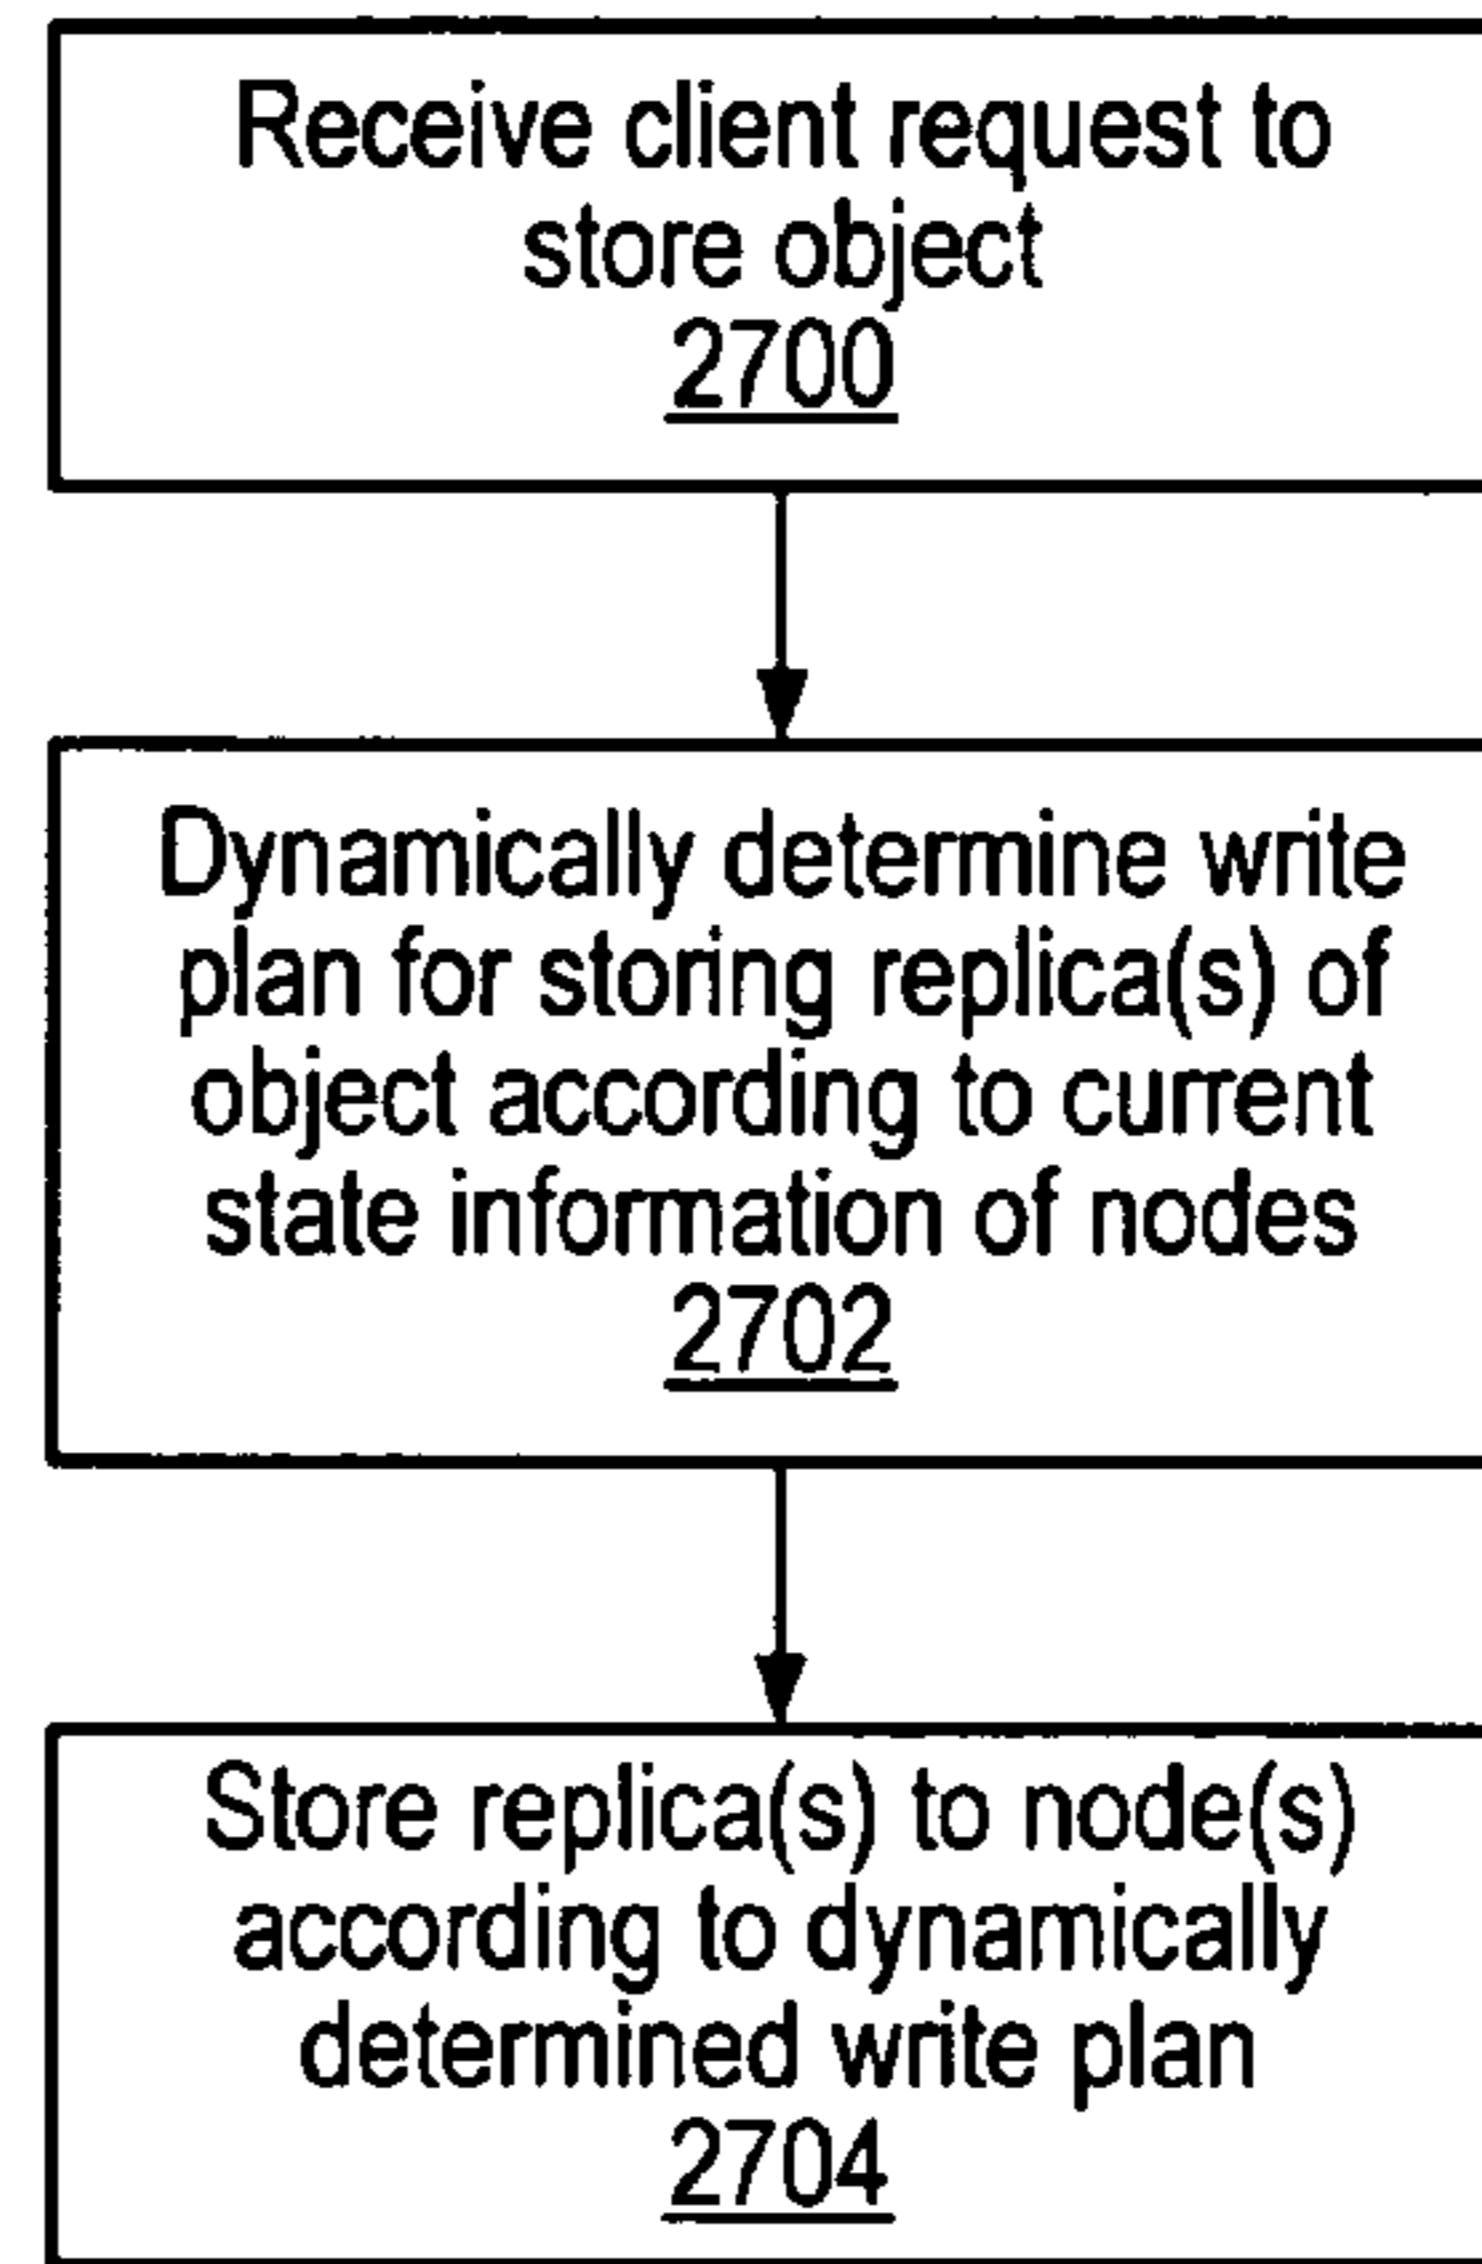 Receive client request to
store object
2700
Dynamically determine write
plan for storing replica(s) of
object according to current
state information of nodes
2702
Store replica(s) to node(s)
according to dynamically
determined write plan
2704